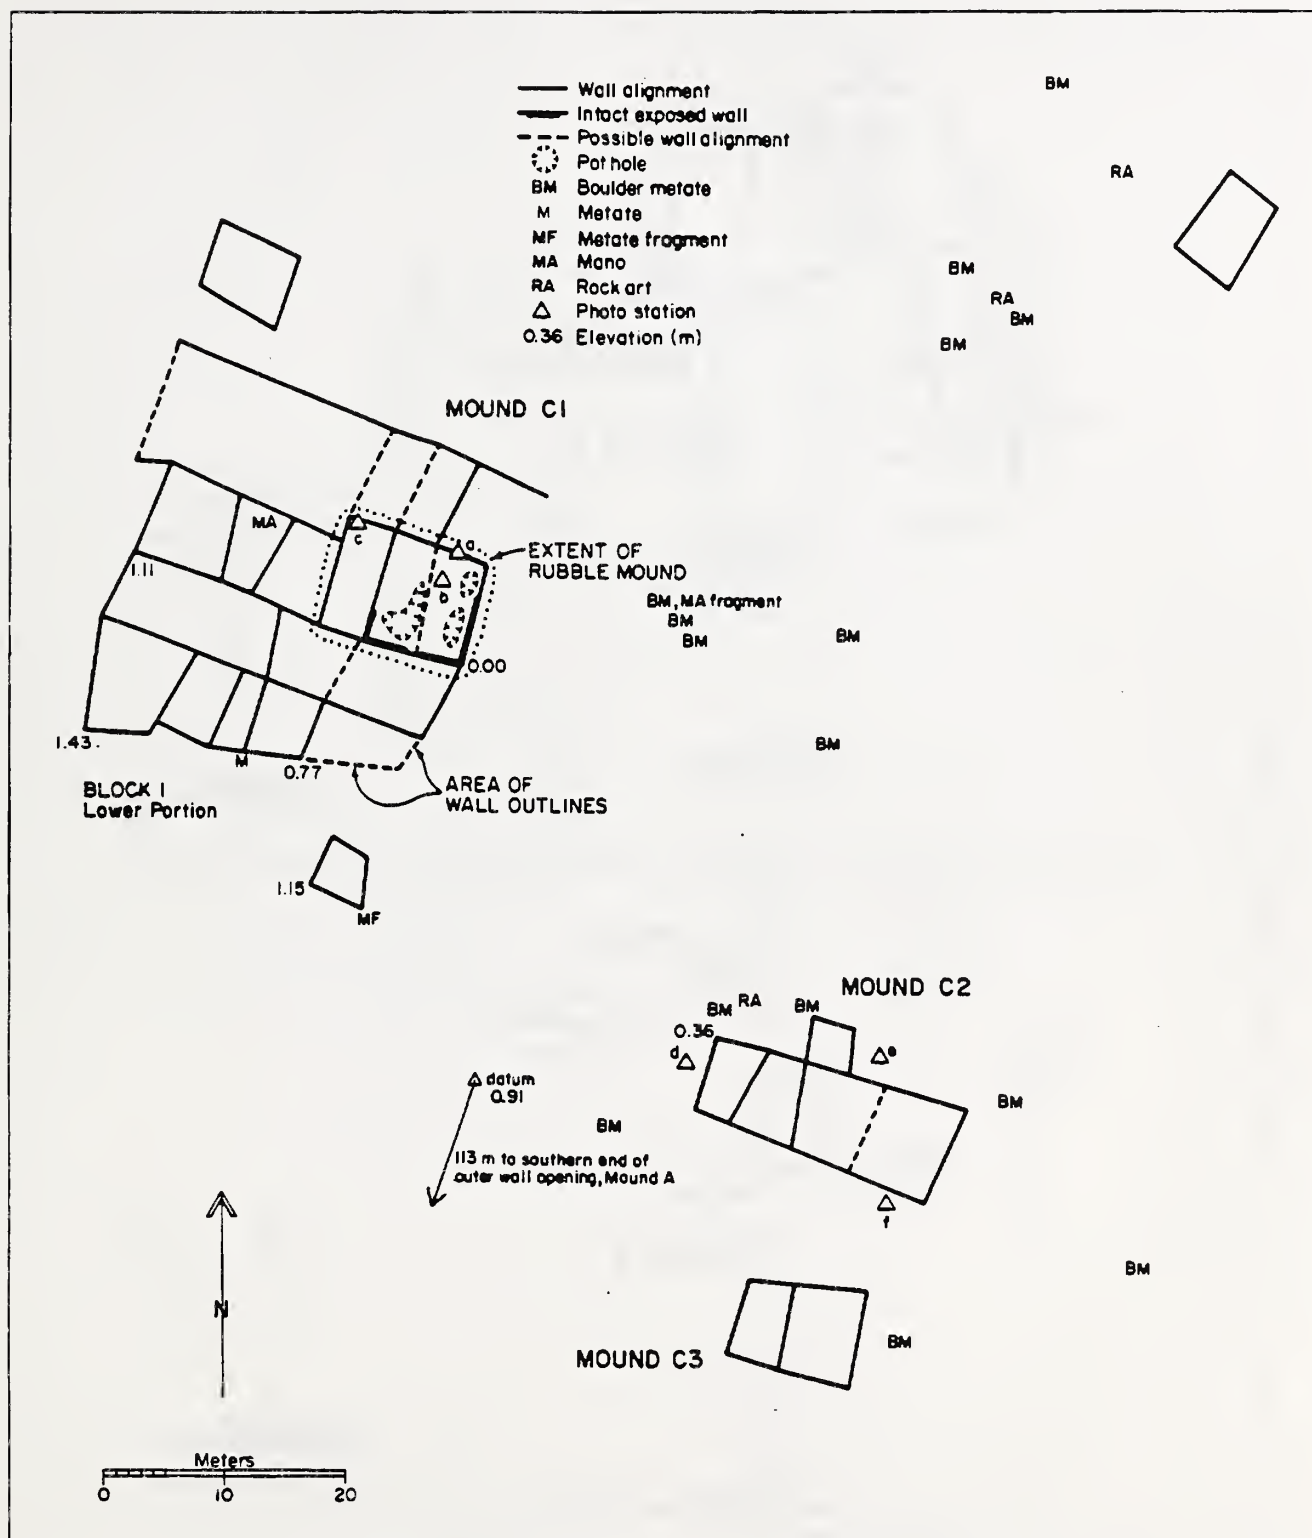 Wall alignment
Intact exposed wall
Possible wall alignment
Pot hole
BM Boulder metate
M Metate
MF Metate fragment
MA Mano
RA Rock art
Photo station
0.36 Elevation (m)
BM
RA
BM
RA
BM
BM
MOUND C1
MA
c
a
b
EXTENT OF
RUBBLE MOUND
1.11
BM, MA fragment
BM
BM
BM
0.00
1.43.
M
0.77
BM
BLOCK 1
Lower Portion
AREA OF
WALL OUTLINES
1.15
MF
MOUND C2
BM RA BM
0.36
d
e
datum
0.91
BM
BM
113 m to southern end of
outer wall opening, Mound A
f
BM
N
BM
MOUND C3
Meters
0 10 20